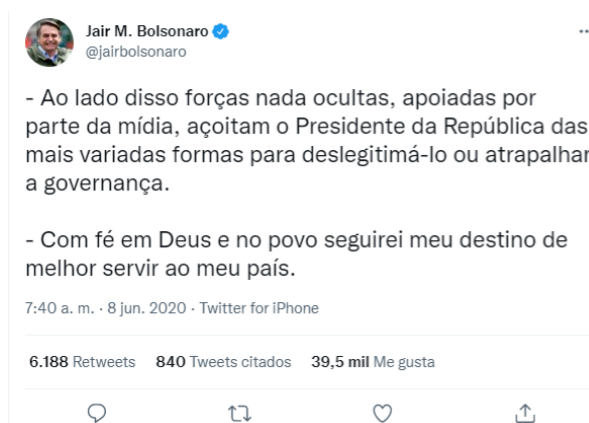 Jair M. Bolsonaro
@jairbolsonaro
- Ao lado disso forças nada ocultas, apoiadas por
parte da mídia, açoitam o Presidente da República das
mais variadas formas para deslegitimá-lo ou atrapalhar
a governança.
- Com fé em Deus e no povo seguirei meu destino de
melhor servir ao meu país.
7:40 a. m. · 8 jun. 2020 · Twitter for iPhone
6.188 Retweets 840 Tweets citados 39,5 mil Me gusta